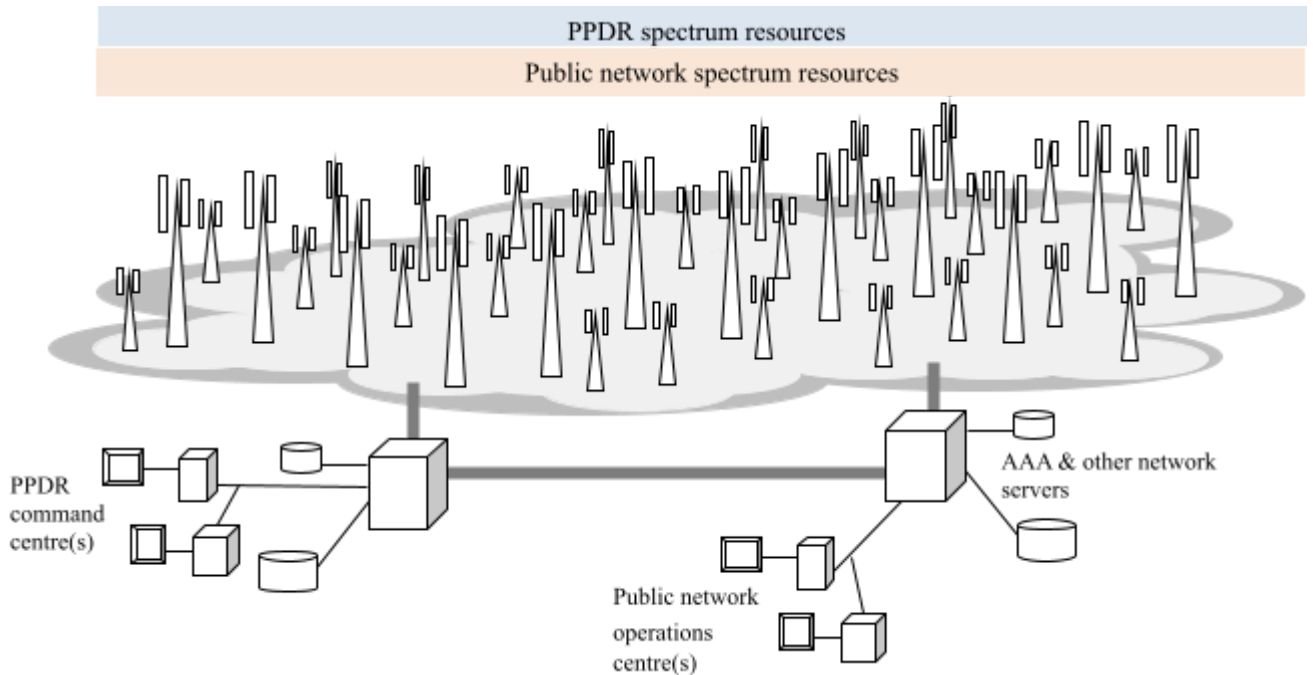 PPDR spectrum resources
Public network spectrum resources
PPDR
command
centre(s)
AAA & other network
servers
Public network
operations
centre(s)